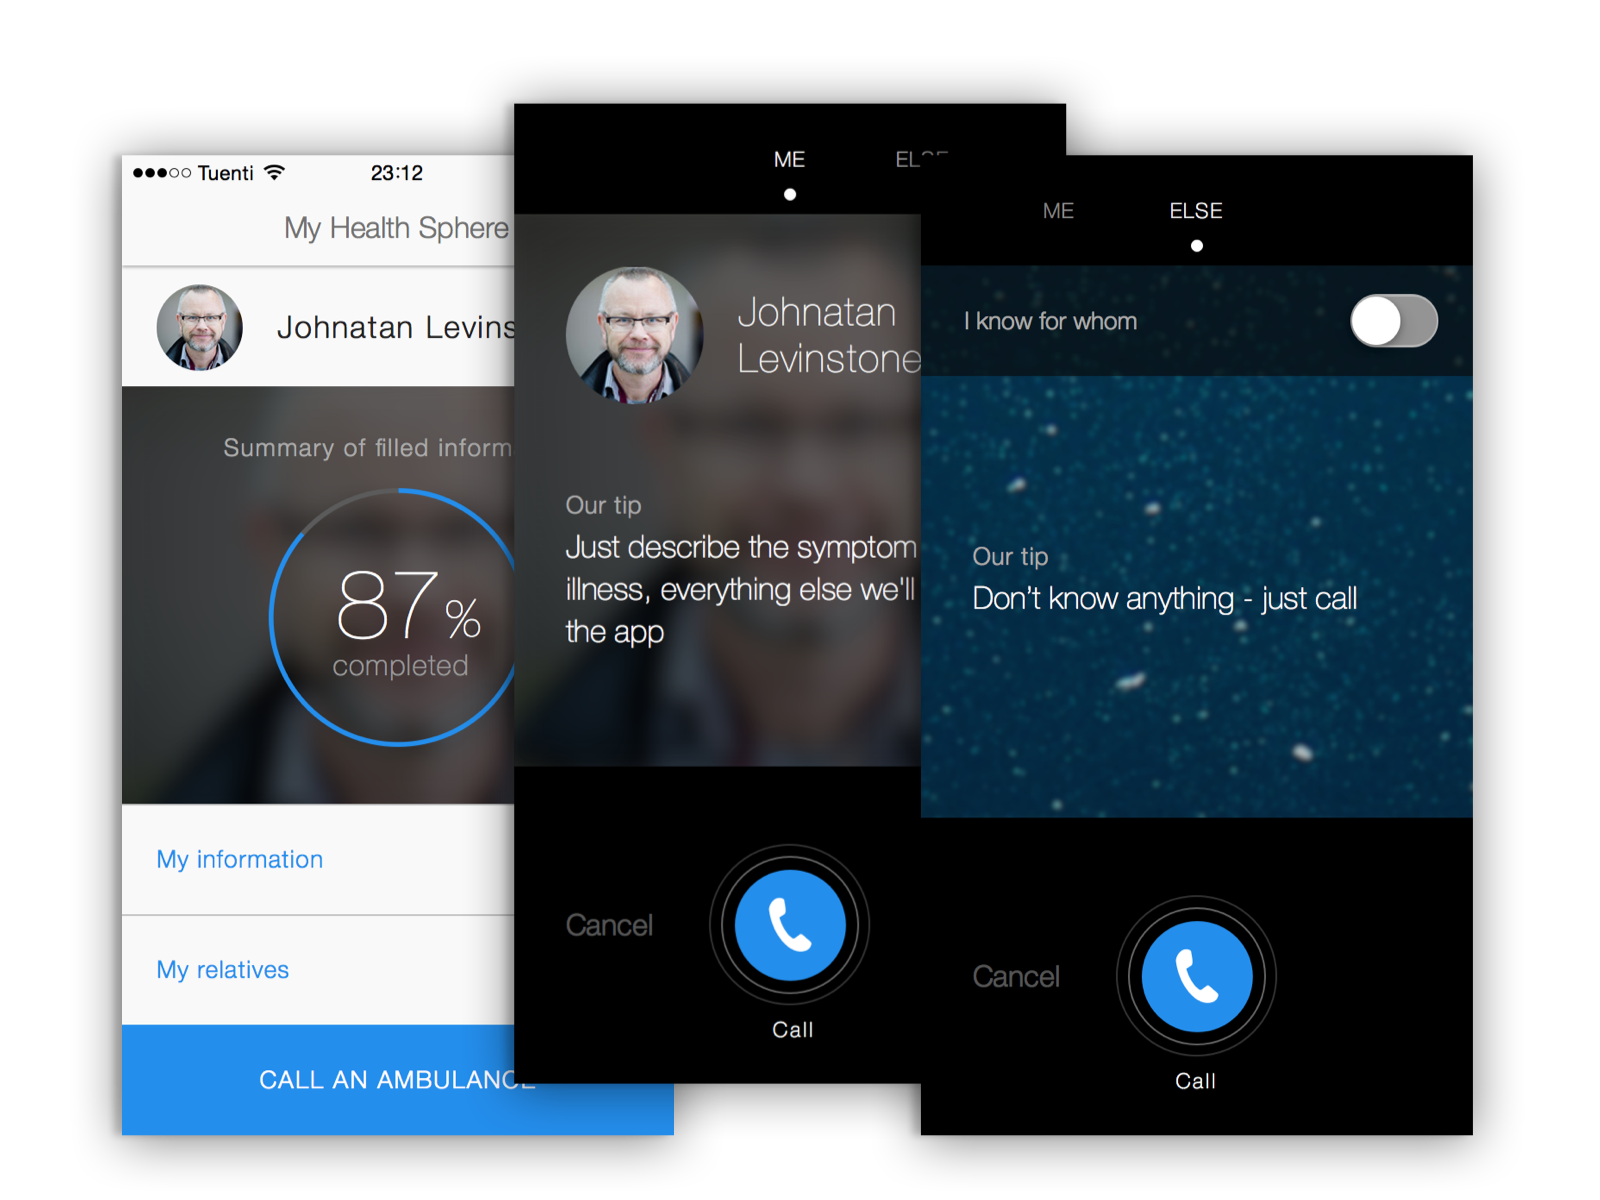 Tuenti 23:12
My Health Sphere
Johnatan Levins
Summary of filled inform
87%
completed
My information
My relatives
CALL AN AMBULANCE
ME ELSE
Johnatan
Levinstone
Our tip
Just describe the symptom
illness, everything else we'll
the app
Cancel
Call
ME ELSE
I know for whom
Our tip
Don't know anything - just call
Cancel
Call